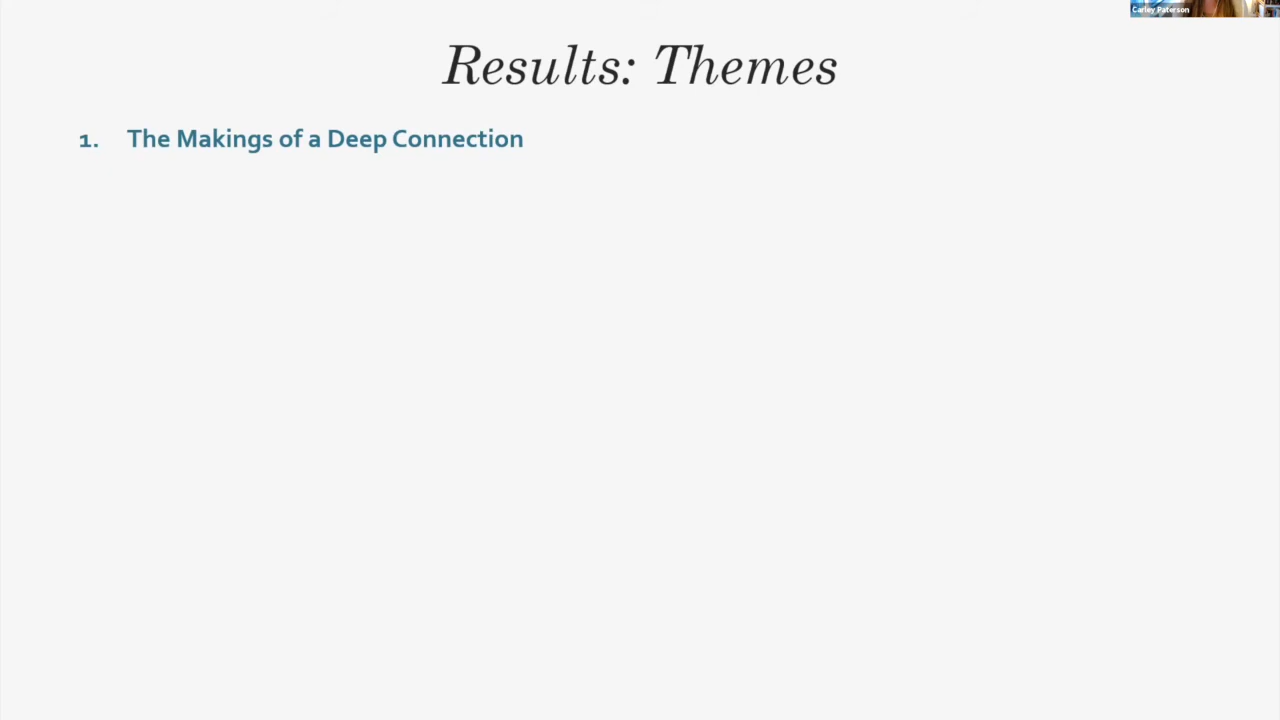 Carley Paterson
Results: Themes
1. The Makings of a Deep Connection